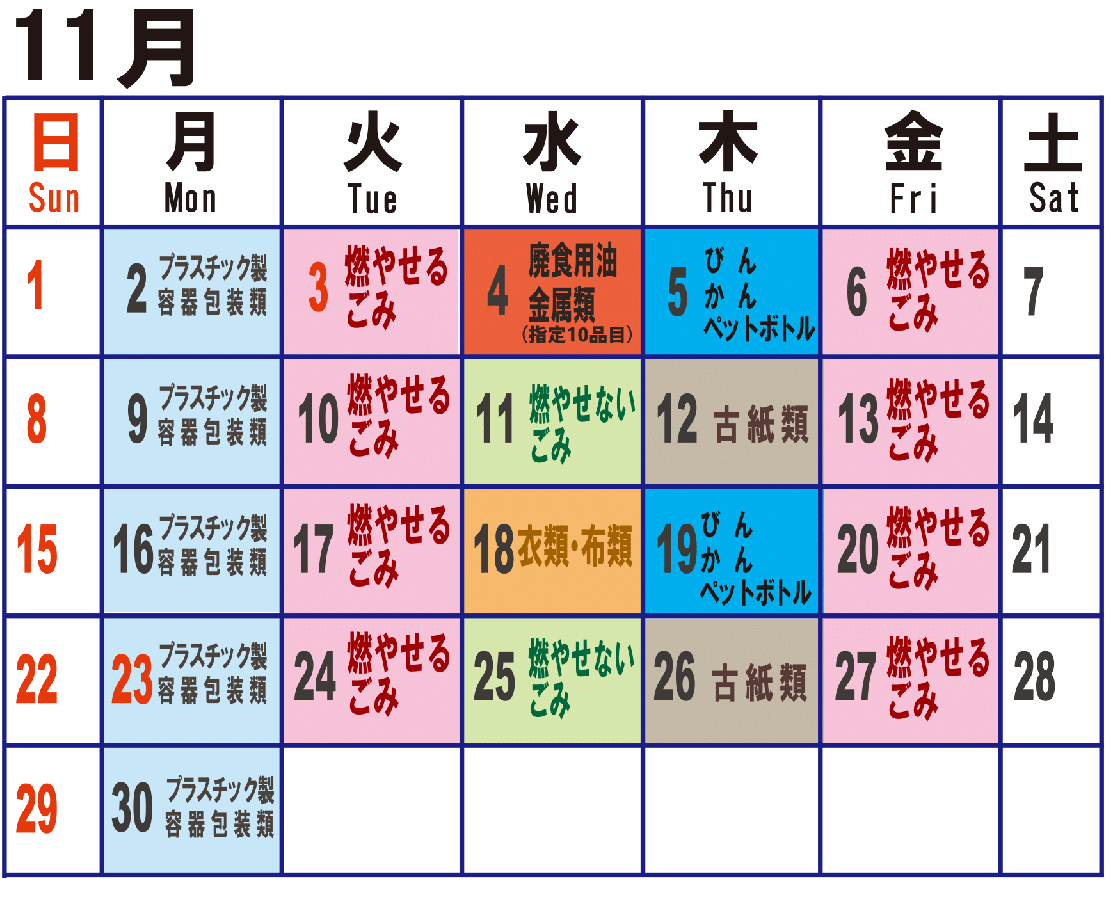 11月
日 月 火 水 木 金 土
Sun Mon Tue Wed Thu Fri Sat
1
2 プラスチック製
容器包装類
3 燃やせる
ごみ
4 廃食用油
金属類
(指定10品目)
5 びん
かん
ペットボトル
6 燃やせる
ごみ
7
8
9 プラスチック製
容器包装類
10 燃やせる
ごみ
11 燃やせない
ごみ
12 古紙類
13 燃やせる
ごみ
14
15
16 プラスチック製
容器包装類
17 燃やせる
ごみ
18 衣類・布類
19 びん
かん
ペットボトル
20 燃やせる
ごみ
21
22
23 プラスチック製
容器包装類
24 燃やせる
ごみ
25 燃やせない
ごみ
26 古紙類
27 燃やせる
ごみ
28
29
30 プラスチック製
容器包装類